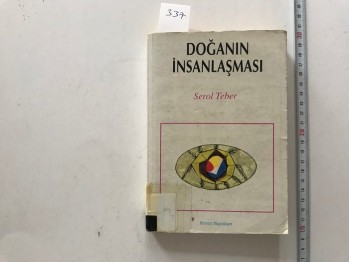 337
DOĞANIN
İNSANLAŞMASI
Serol Teber